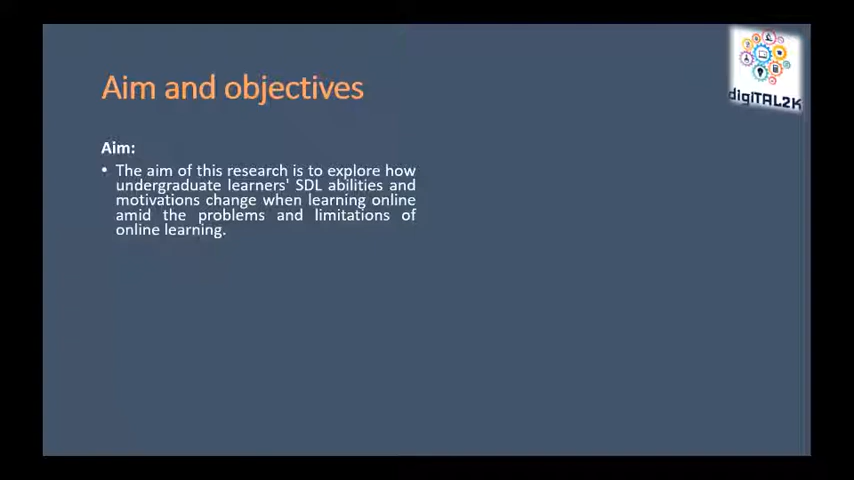 Aim and objectives
digiTAL2K
Aim:
• The aim of this research is to explore how
undergraduate learners' SDL abilities and
motivations change when learning online
amid the problems and limitations of
online learning.